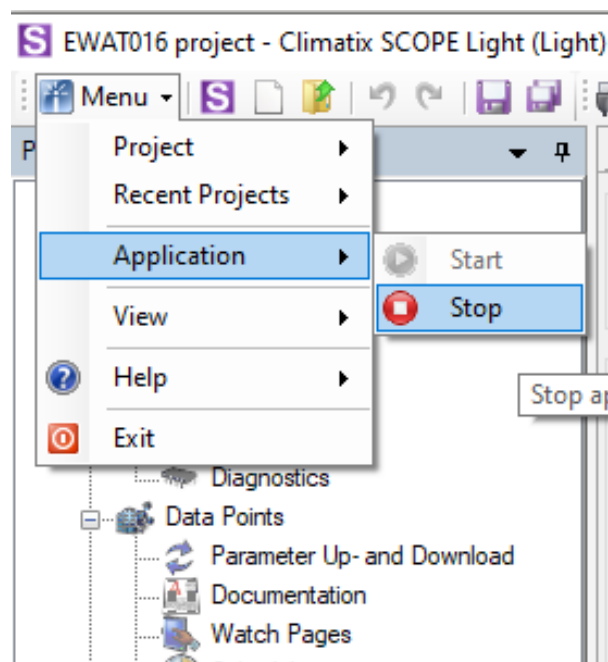 EWAT016 project - Climatix SCOPE Light (Light)
Menu
P
Project
Recent Projects
Application
Start
Stop
View
Help
Stop ap
Exit
Diagnostics
Data Points
Parameter Up- and Download
Documentation
Watch Pages